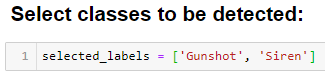 Select classes to be detected:
1 selected_labels = ['Gunshot', 'Siren']